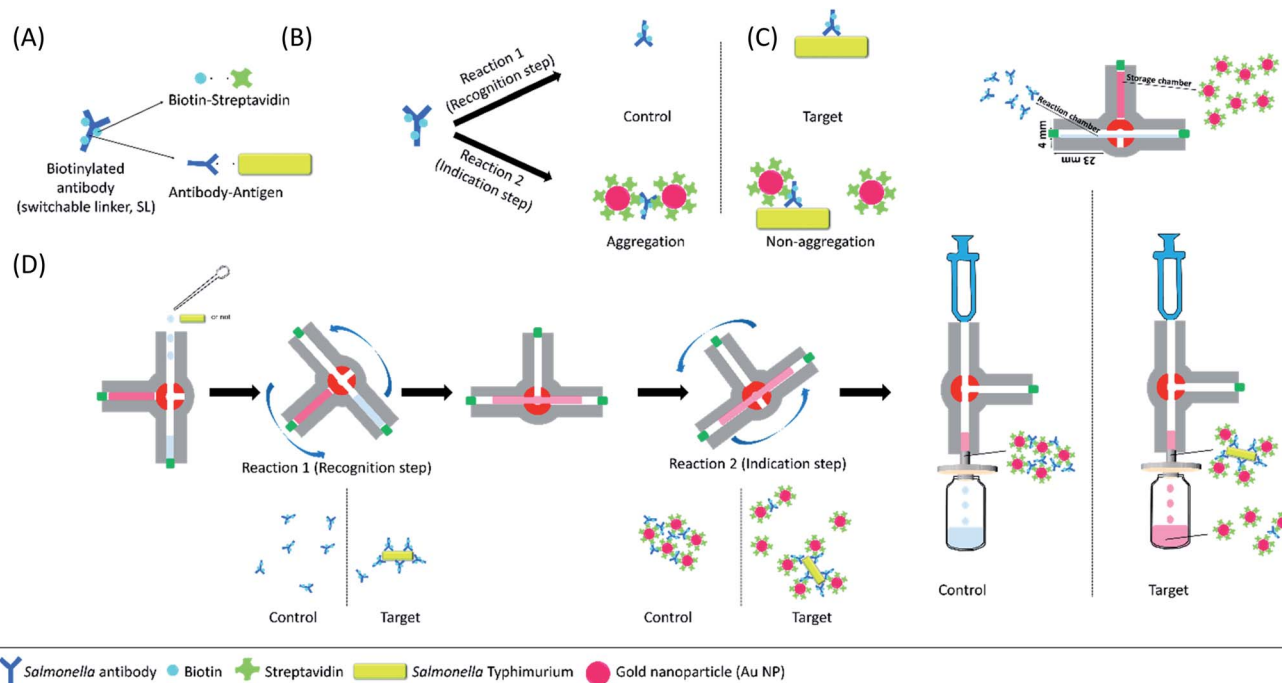 (A)
Biotin-Streptavidin
Biotinylated
antibody
(switchable linker, SL)
Antibody-Antigen
(B)
Reaction 1
(Recognition step)
Reaction 2
(Indication step)
Control
Target
Aggregation
Non-aggregation
(C)
Storage chamber
Reaction chamber
4 mm
23 mm
(D)
or not
Reaction 1 (Recognition step)
Reaction 2 (Indication step)
Control
Target
Control
Target
Control
Target
Salmonella antibody
Biotin
Streptavidin
Salmonella Typhimurium
Gold nanoparticle (Au NP)